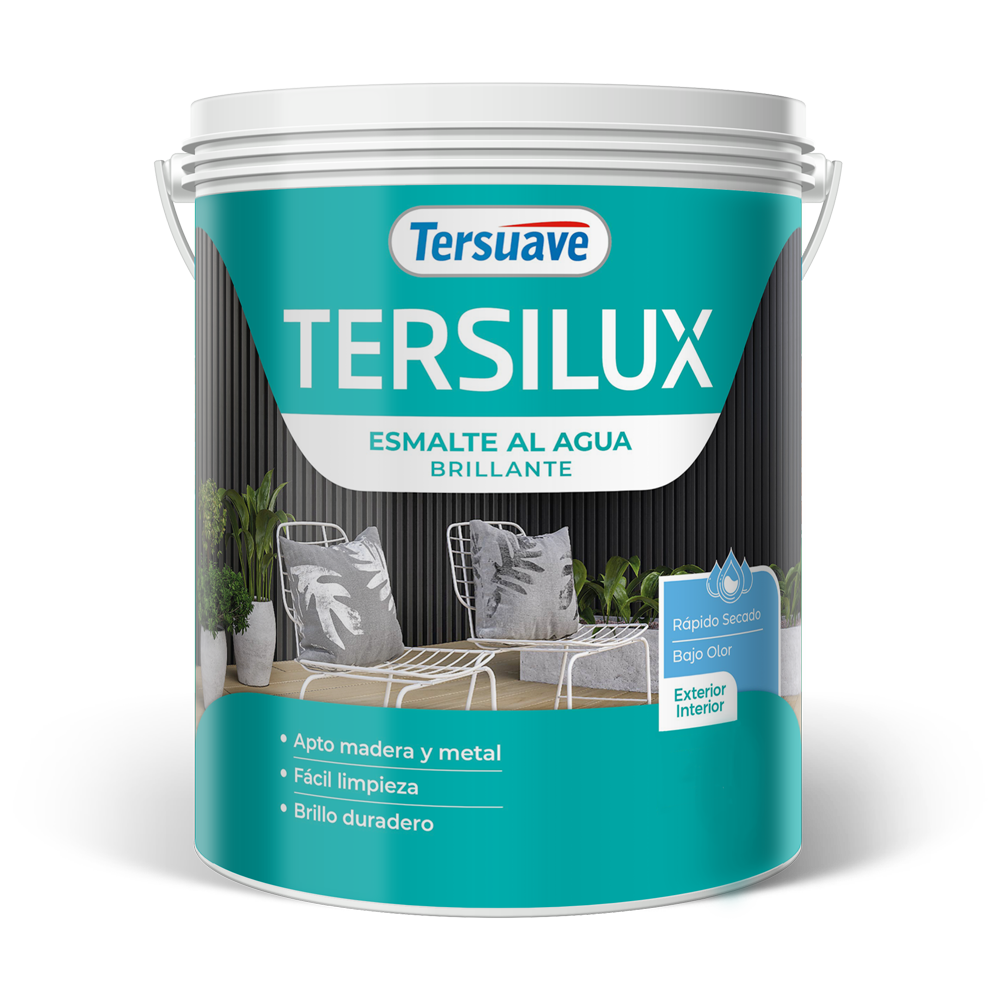 Tersuave
TERSILUX
ESMALTE AL AGUA
BRILLANTE
Rápido Secado
Bajo Olor
Exterior
Interior
• Apto madera y metal
• Fácil limpieza
• Brillo duradero